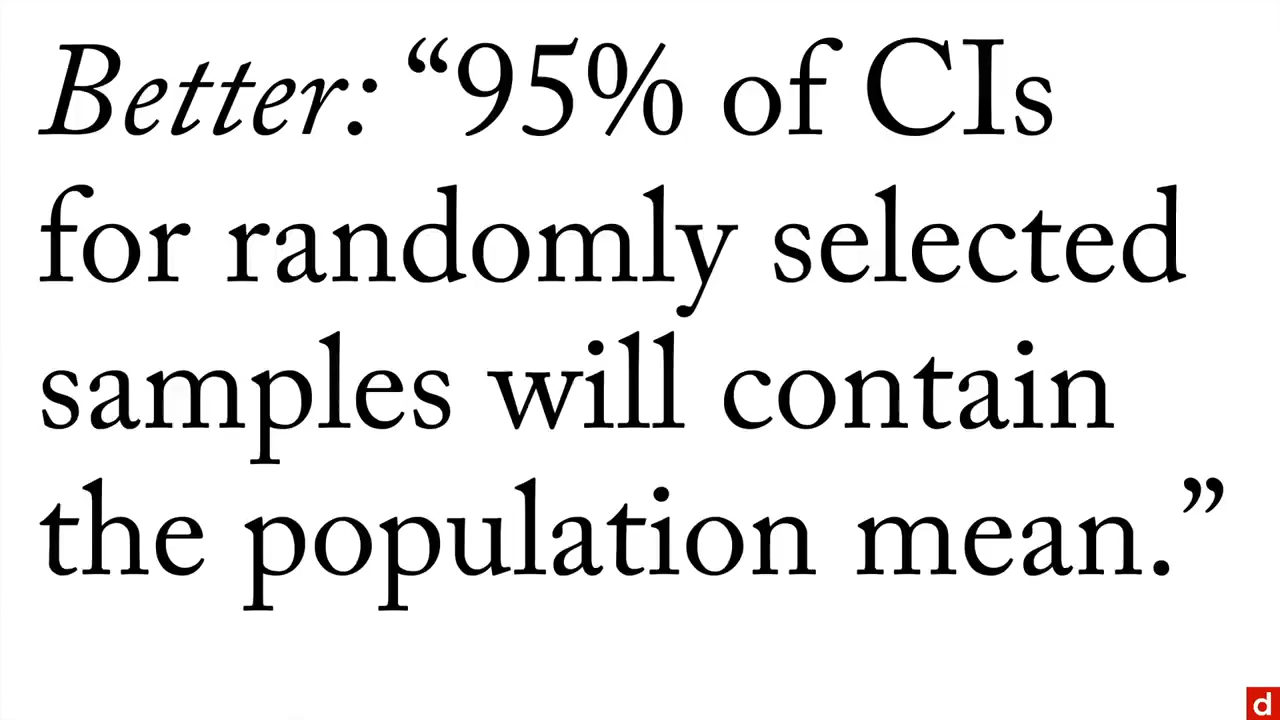 Better: “95% of CIs
for randomly selected
samples will contain
the population mean.”
d